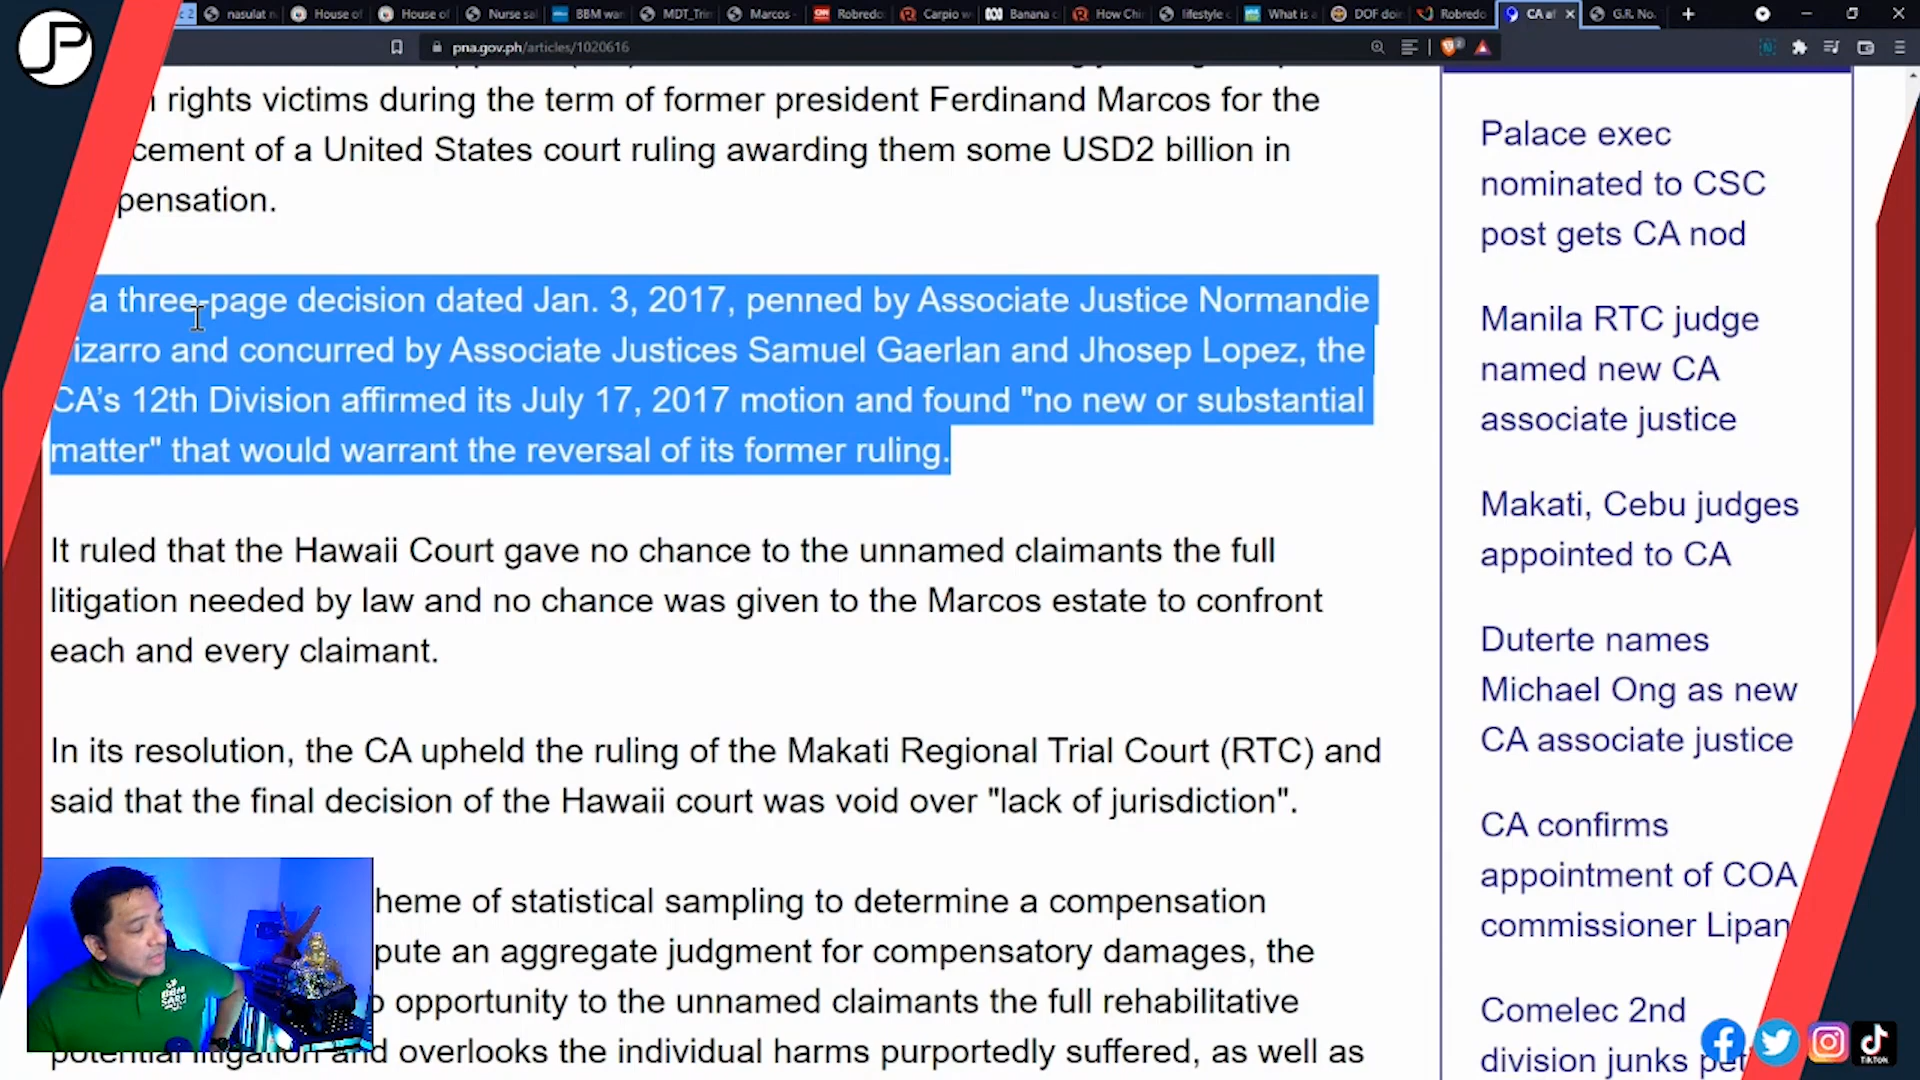 JP
nasulat n
House of
House of
Nurse sal
BBM wan
MDT_Trin
Marcos -
Robredo
Carpio w
Banana c
How Chi
lifestyle c
What is a
DOF doi
Robredo
CA af
G.R. No.
pna.gov.ph/articles/1020616
rights victims during the term of former president Ferdinand Marcos for the
cement of a United States court ruling awarding them some USD2 billion in
pensation.
a three-page decision dated Jan. 3, 2017, penned by Associate Justice Normandie
izarro and concurred by Associate Justices Samuel Gaerlan and Jhosep Lopez, the
CA's 12th Division affirmed its July 17, 2017 motion and found "no new or substantial
matter" that would warrant the reversal of its former ruling.
It ruled that the Hawaii Court gave no chance to the unnamed claimants the full
litigation needed by law and no chance was given to the Marcos estate to confront
each and every claimant.
In its resolution, the CA upheld the ruling of the Makati Regional Trial Court (RTC) and
said that the final decision of the Hawaii court was void over "lack of jurisdiction".
heme of statistical sampling to determine a compensation
pute an aggregate judgment for compensatory damages, the
o opportunity to the unnamed claimants the full rehabilitative
potential litigation and overlooks the individual harms purportedly suffered, as well as
Palace exec
nominated to CSC
post gets CA nod
Manila RTC judge
named new CA
associate justice
Makati, Cebu judges
appointed to CA
Duterte names
Michael Ong as new
CA associate justice
CA confirms
appointment of COA
commissioner Lipan
Comelec 2nd
division junks pet
BBM
SARA
TikTok